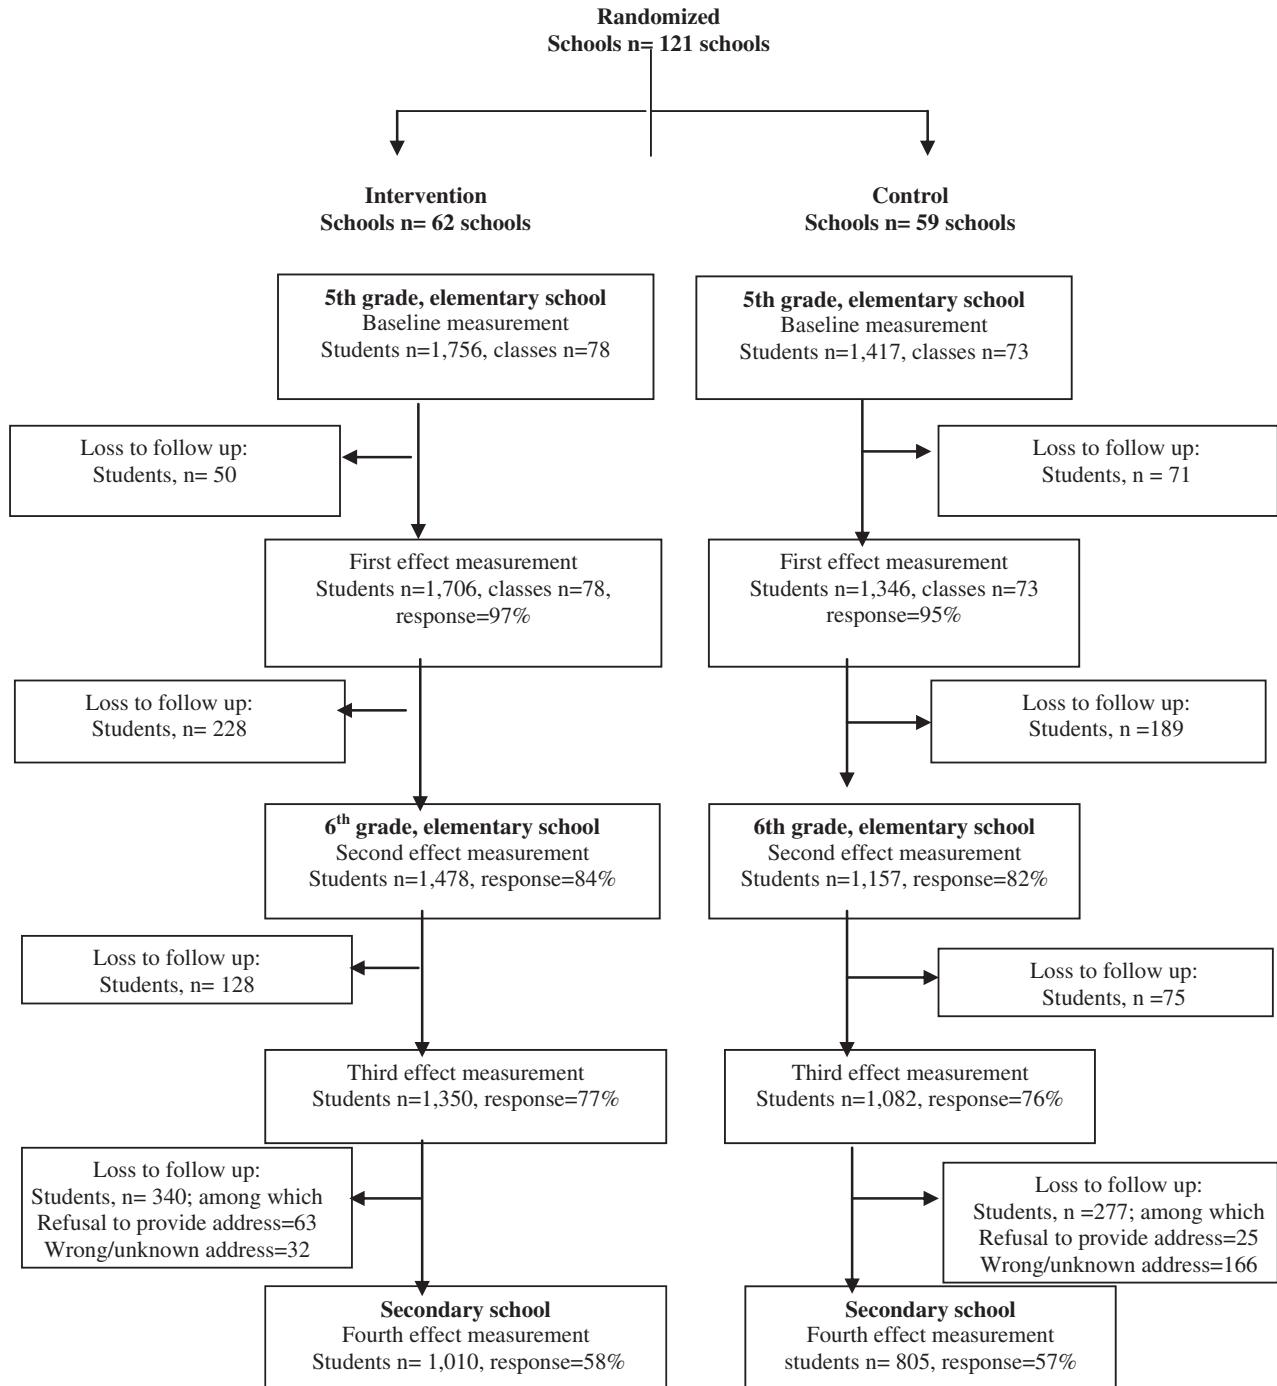 Randomized
Schools n= 121 schools
Intervention
Schools n= 62 schools
Control
Schools n= 59 schools
5th grade, elementary school
Baseline measurement
Students n=1,756, classes n=78
5th grade, elementary school
Baseline measurement
Students n=1,417, classes n=73
Loss to follow up:
Students, n= 50
Loss to follow up:
Students, n = 71
First effect measurement
Students n=1,706, classes n=78,
response=97%
First effect measurement
Students n=1,346, classes n=73
response=95%
Loss to follow up:
Students, n= 228
Loss to follow up:
Students, n =189
6th grade, elementary school
Second effect measurement
Students n=1,478, response=84%
6th grade, elementary school
Second effect measurement
Students n=1,157, response=82%
Loss to follow up:
Students, n= 128
Loss to follow up:
Students, n =75
Third effect measurement
Students n=1,350, response=77%
Third effect measurement
Students n=1,082, response=76%
Loss to follow up:
Students, n= 340; among which
Refusal to provide address=63
Wrong/unknown address=32
Loss to follow up:
Students, n =277; among which
Refusal to provide address=25
Wrong/unknown address=166
Secondary school
Fourth effect measurement
Students n= 1,010, response=58%
Secondary school
Fourth effect measurement
students n= 805, response=57%